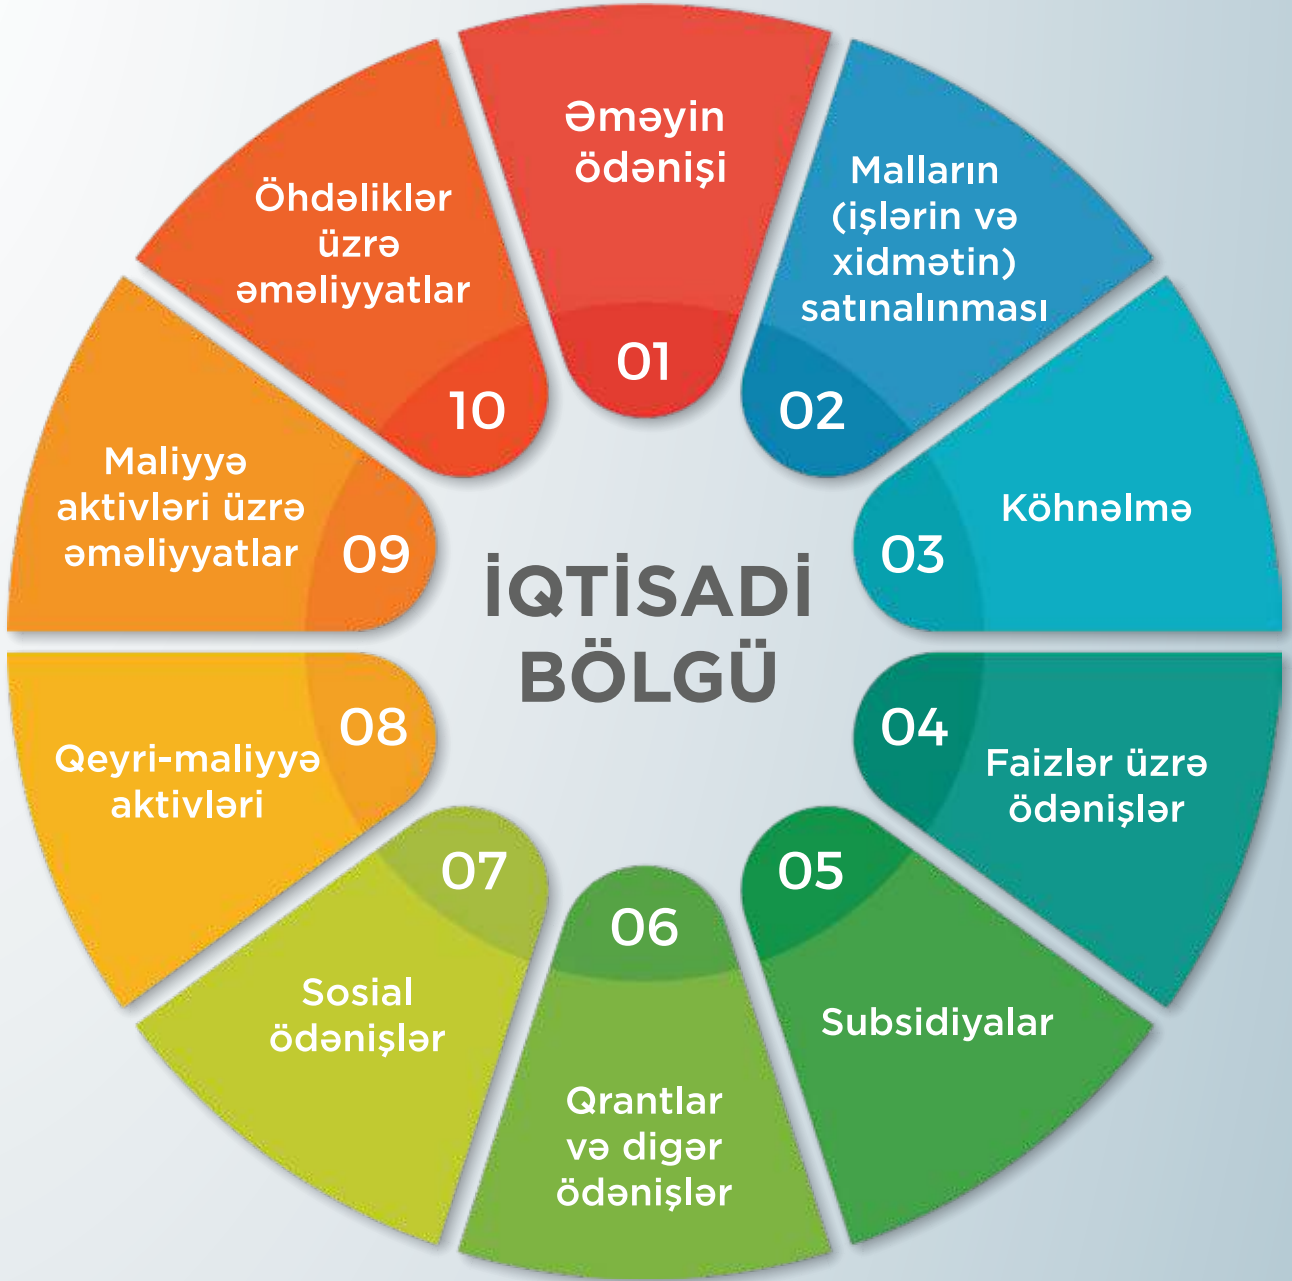 İQTİSADİ
BÖLGÜ
01
Əməyin
ödənişi
02
Malların
(işlərin və
xidmətin)
satınalınması
03
Köhnəlmə
04
Faizlər üzrə
ödənişlər
05
Subsidiyalar
06
Qrantlar
və digər
ödənişlər
07
Sosial
ödənişlər
08
Qeyri-maliyyə
aktivləri
09
Maliyyə
aktivləri üzrə
əməliyyatlar
10
Öhdəliklər
üzrə
əməliyyatlar